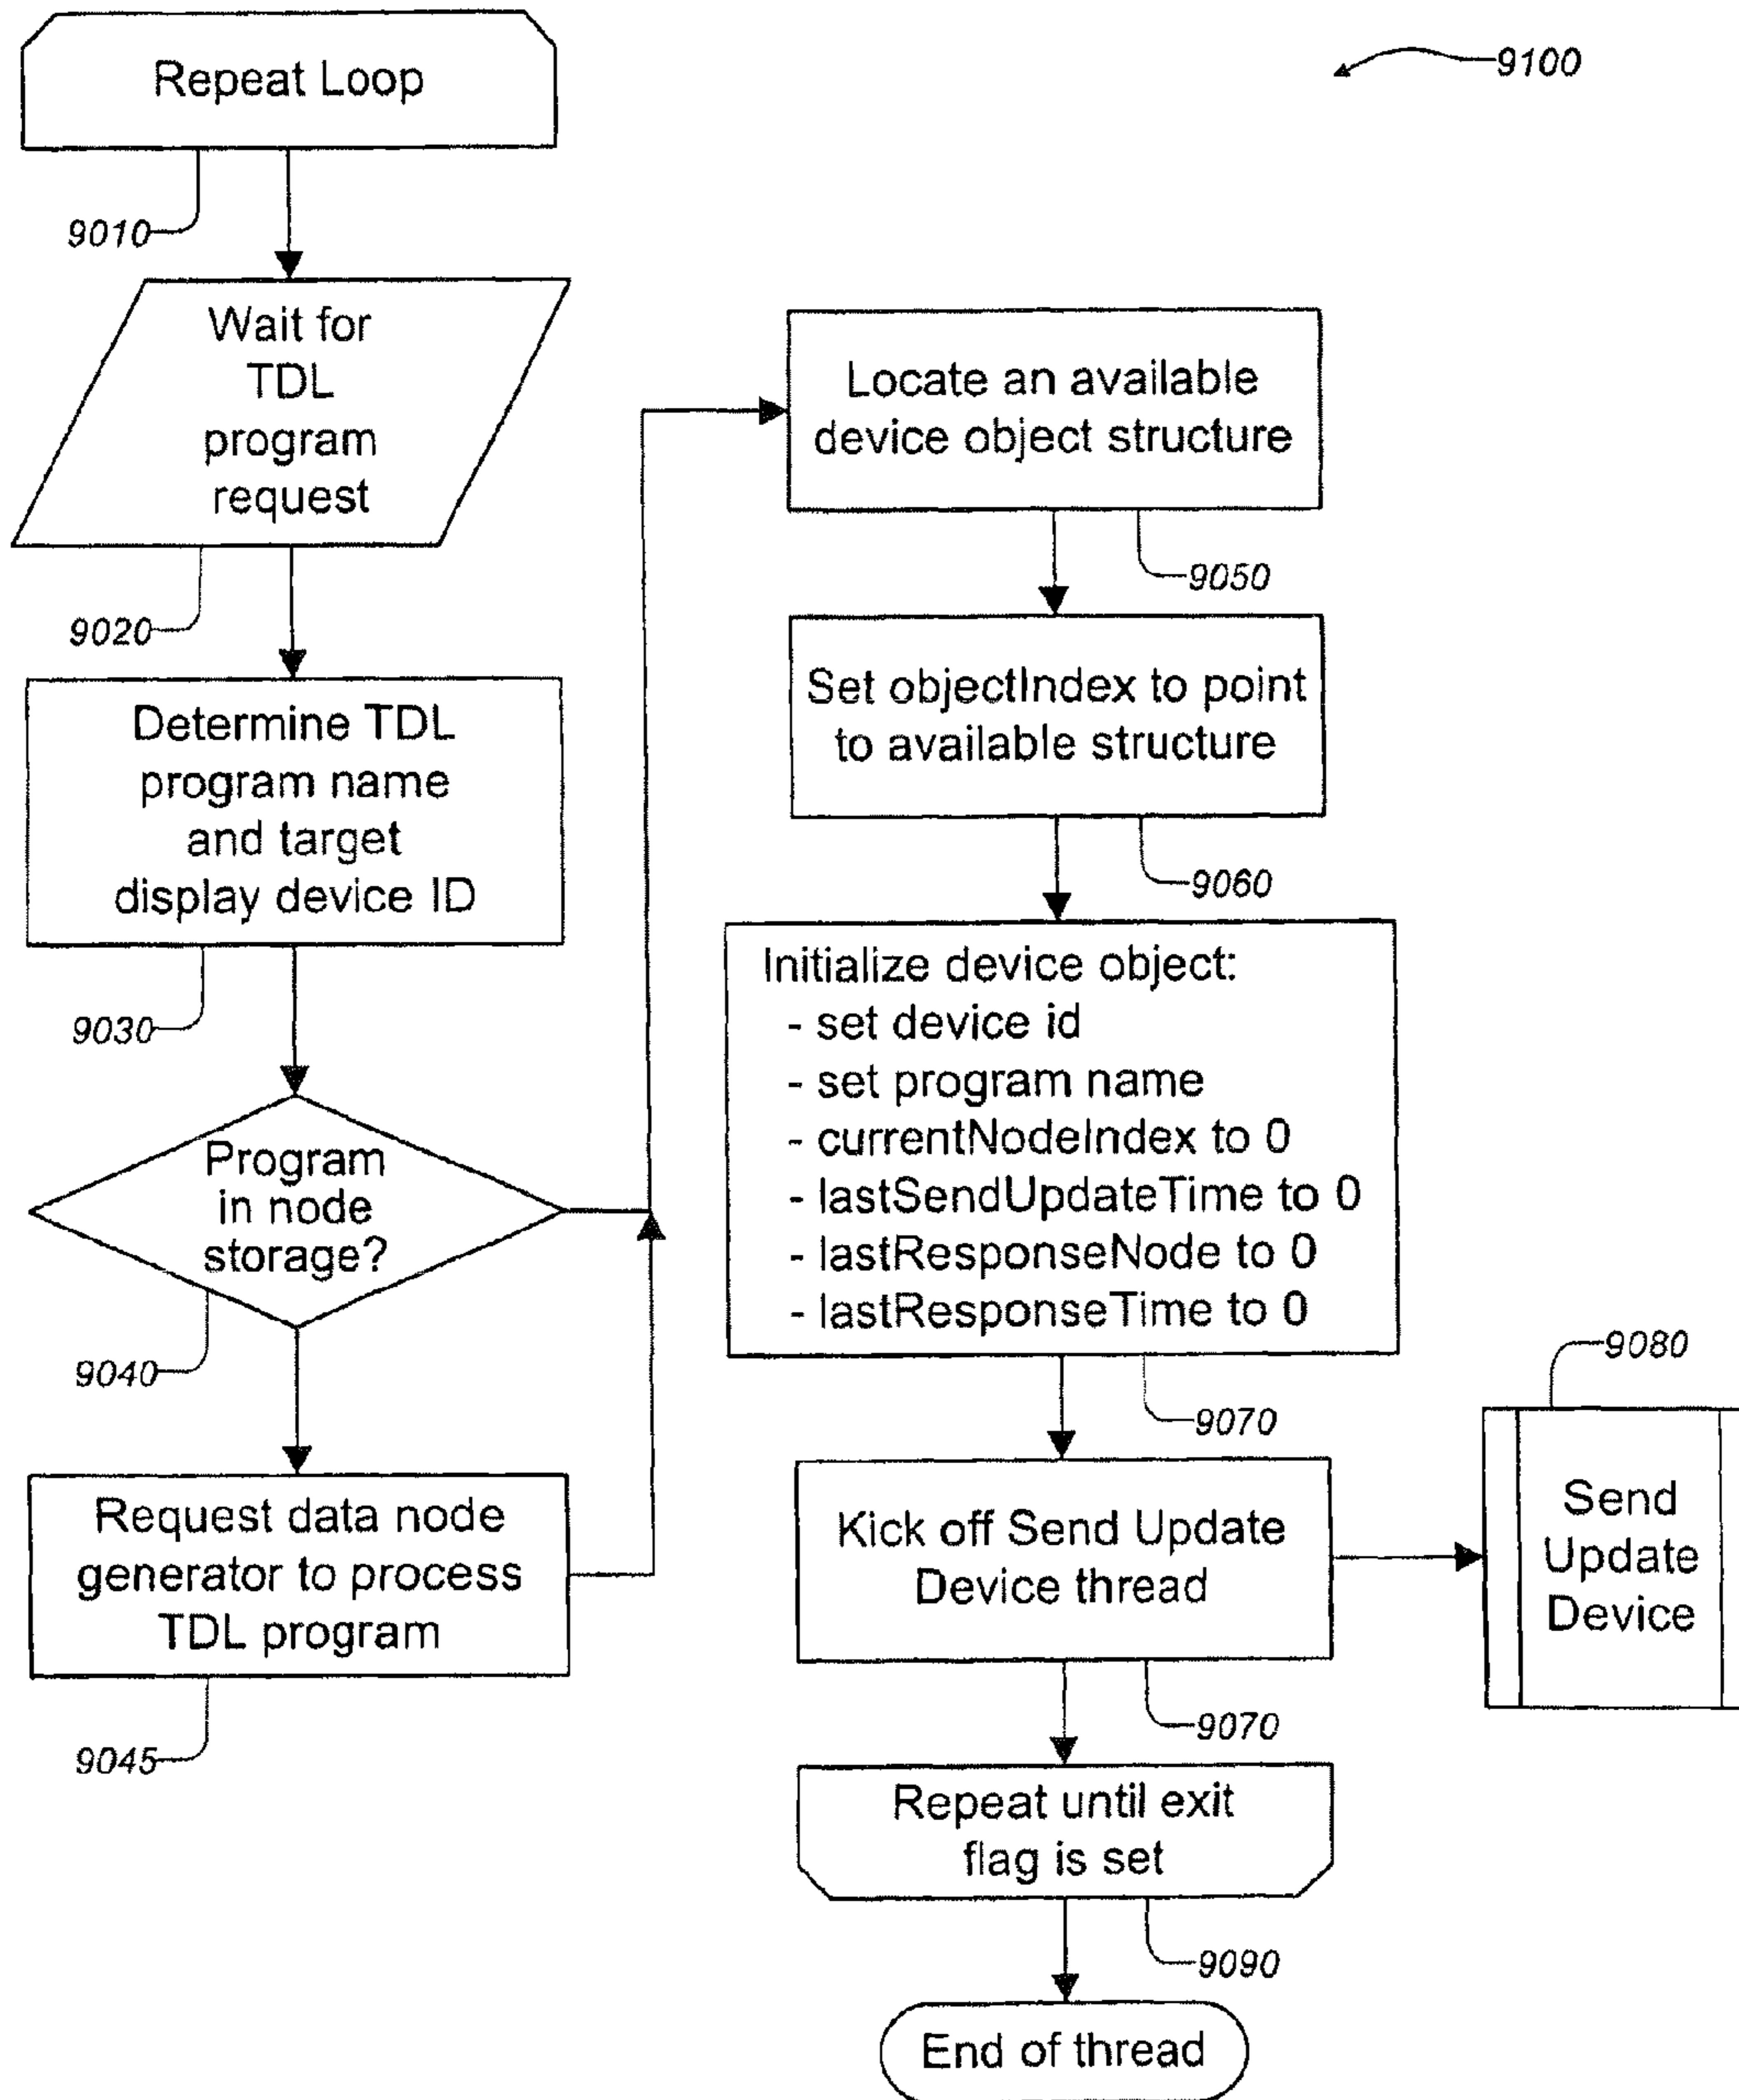 Repeat Loop
9010
Wait for
TDL
program
request
9020
Determine TDL
program name
and target
display device ID
9030
Program
in node
storage?
9040
Request data node
generator to process
TDL program
9045
9100
Locate an available
device object structure
9050
Set objectIndex to point
to available structure
9060
Initialize device object:
- set device id
- set program name
- currentNodeIndex to 0
- lastSendUpdateTime to 0
- lastResponseNode to 0
- lastResponseTime to 0
9070
Kick off Send Update
Device thread
9070
9080
Send
Update
Device
Repeat until exit
flag is set
9090
End of thread